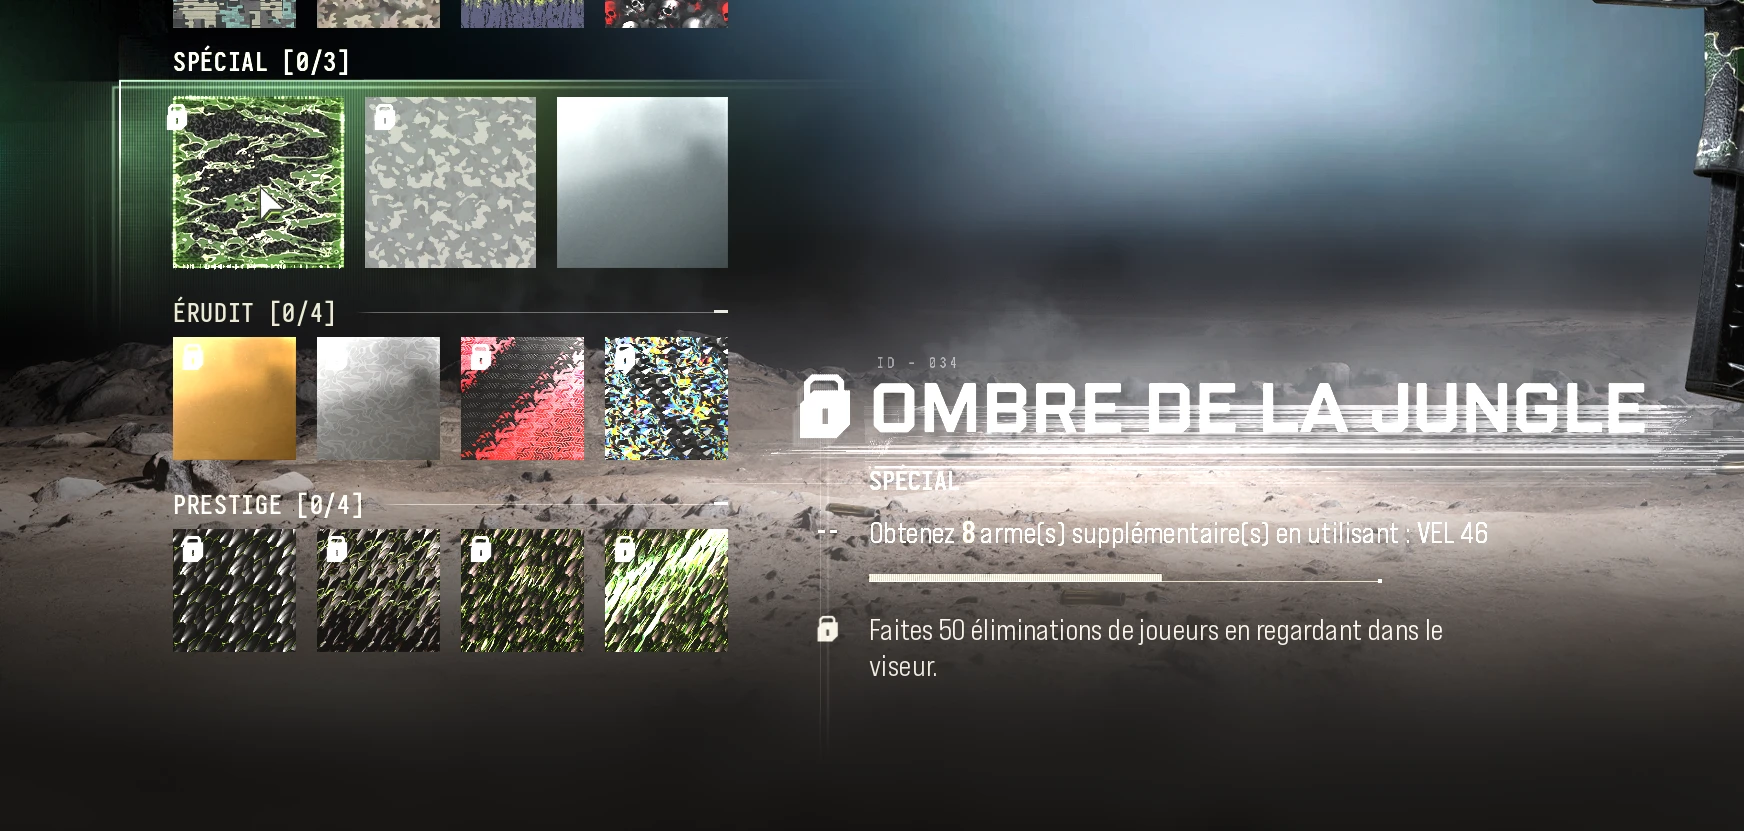 SPÉCIAL [0/3]
ÉRUDIT [0/4]
PRESTIGE [0/4]
ID - 034
OMBRE DE LA JUNGLE
SPÉCIAL
Obtenez 8 arme(s) supplémentaire(s) en utilisant : VEL 46
Faites 50 éliminations de joueurs en regardant dans le
viseur.